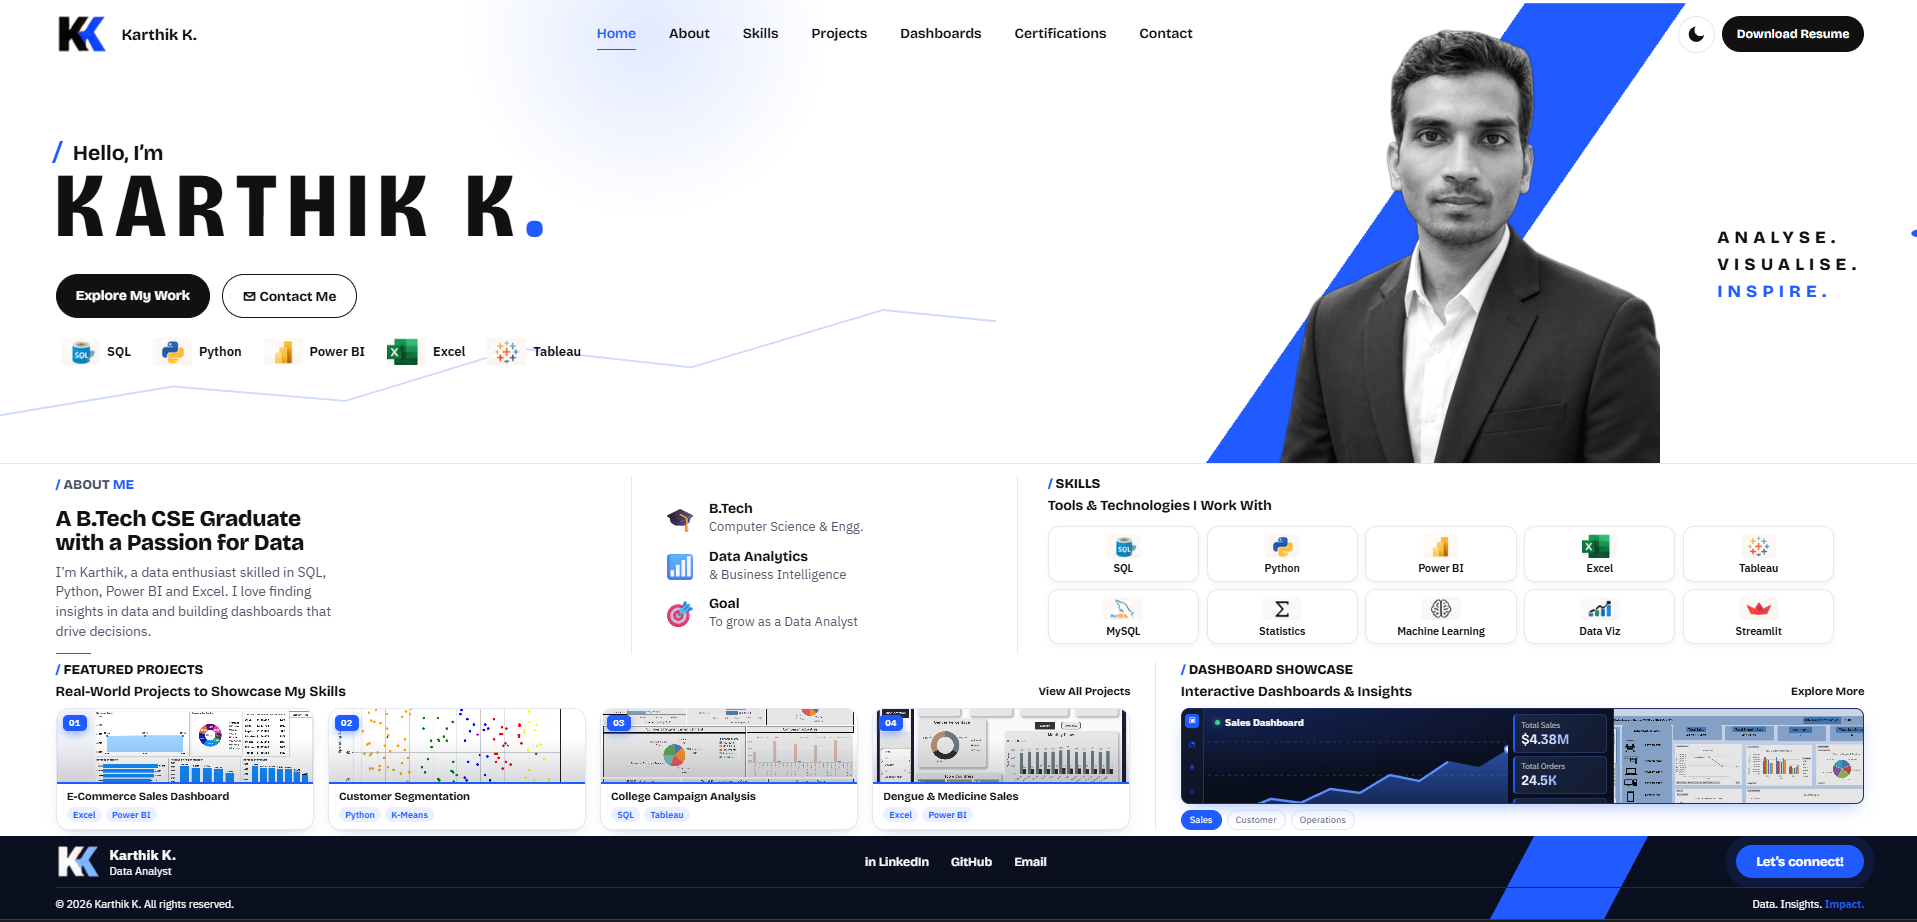 Karthik K.
Home
About
Skills
Projects
Dashboards
Certifications
Contact
Download Resume
/ Hello, I'm
KARTHIK K.
Explore My Work
Contact Me
SQL
Python
Power BI
Excel
Tableau
ANALYSE.
VISUALISE.
INSPIRE.
/ ABOUT ME
A B.Tech CSE Graduate
with a Passion for Data
I'm Karthik, a data enthusiast skilled in SQL,
Python, Power BI and Excel. I love finding
insights in data and building dashboards that
drive decisions.
B.Tech
Computer Science & Engg.
Data Analytics
& Business Intelligence
Goal
To grow as a Data Analyst
/ SKILLS
Tools & Technologies I Work With
SQL
Python
Power BI
Excel
Tableau
MySQL
Statistics
Machine Learning
Data Viz
Streamlit
/ FEATURED PROJECTS
Real-World Projects to Showcase My Skills
View All Projects
01
E-Commerce Sales Dashboard
Excel
Power BI
02
Customer Segmentation
Python
K-Means
03
College Campaign Analysis
SQL
Tableau
04
Dengue & Medicine Sales
Excel
Power BI
/ DASHBOARD SHOWCASE
Interactive Dashboards & Insights
Explore More
Sales Dashboard
Total Sales
$4.38M
Total Orders
24.5K
Sales
Customer
Operations
Karthik K.
Data Analyst
in LinkedIn
GitHub
Email
Let's connect!
© 2026 Karthik K. All rights reserved.
Data. Insights. Impact.